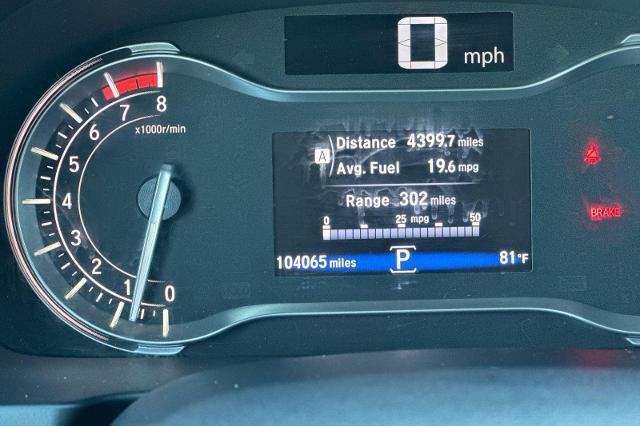 0 mph
8
7
6
5
4
3
2
1
0
x1000r/min
A
Distance 4399.7 miles
Avg. Fuel 19.6 mpg
Range 302 miles
0 25 mpg 50
104065 miles P 81°F
BRAKE